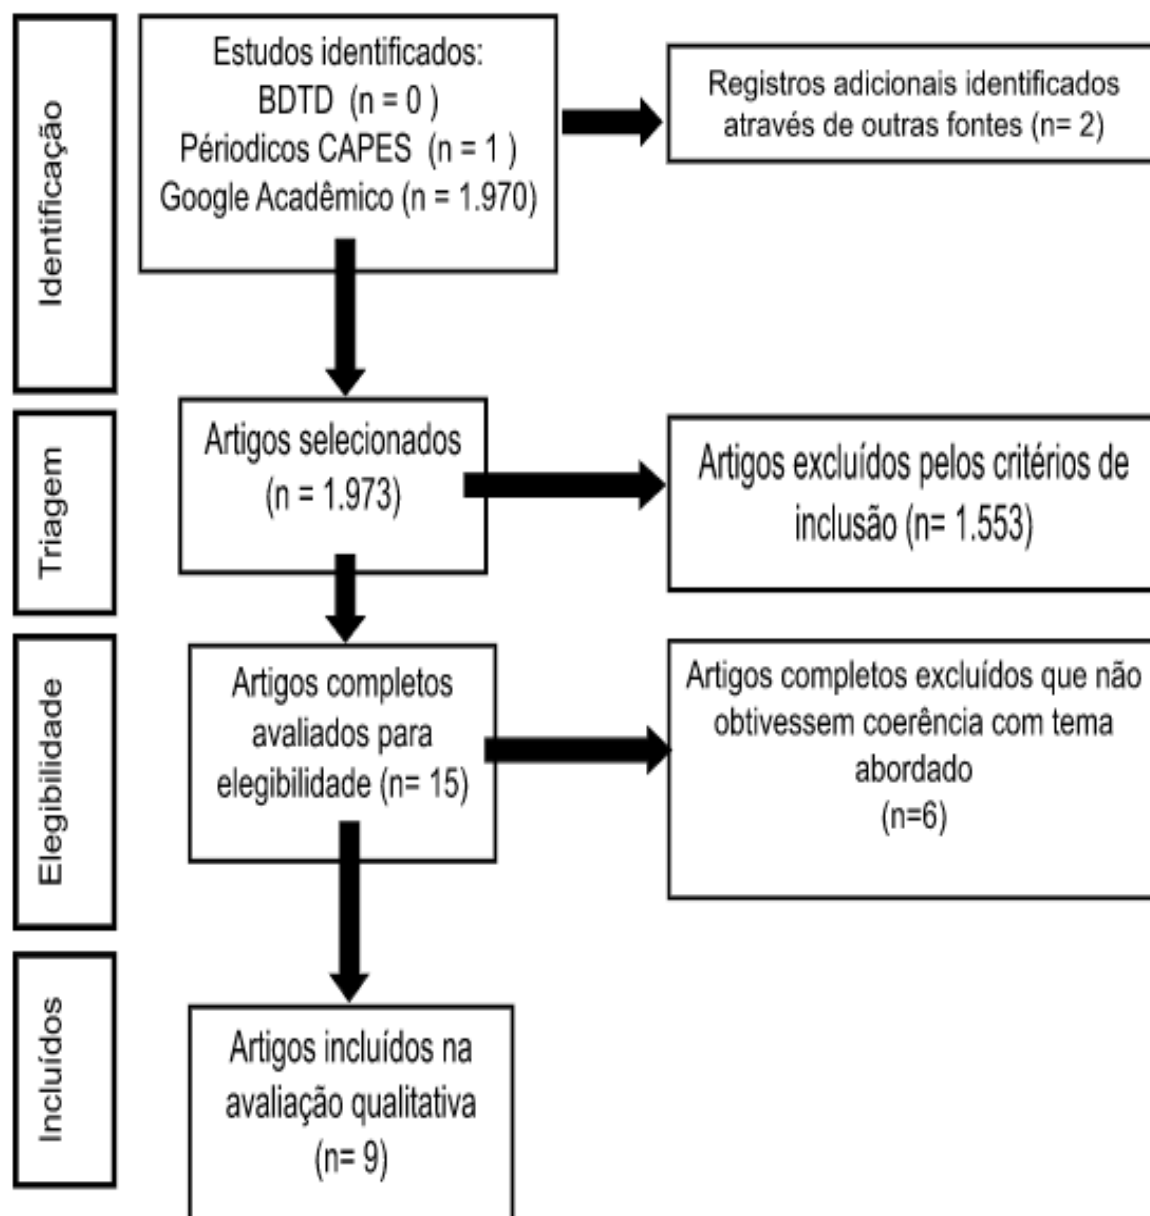 Identificação
Estudos identificados:
BDTD (n = 0 )
Périodicos CAPES (n = 1 )
Google Acadêmico (n = 1.970)
Registros adicionais identificados
através de outras fontes (n= 2)
Triagem
Artigos selecionados
(n = 1.973)
Artigos excluídos pelos critérios de
inclusão (n= 1.553)
Elegibilidade
Artigos completos
avaliados para
elegibilidade (n= 15)
Artigos completos excluídos que não
obtivessem coerência com tema
abordado
(n=6)
Incluídos
Artigos incluídos na
avaliação qualitativa
(n= 9)